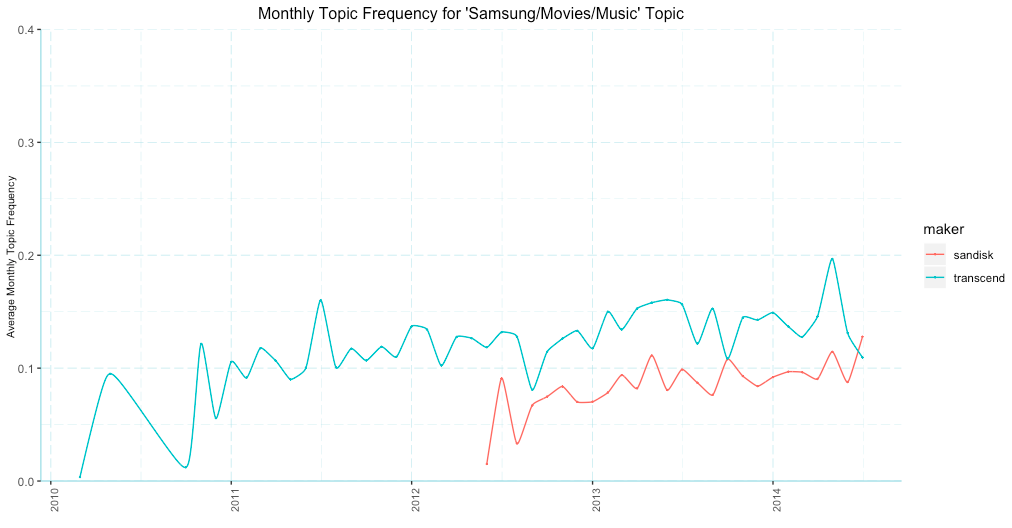 Monthly Topic Frequency for 'Samsung/Movies/Music' Topic
Average Monthly Topic Frequency
0.4
0.3
0.2
0.1
0.0
2010
2011
2012
2013
2014
maker
sandisk
transcend